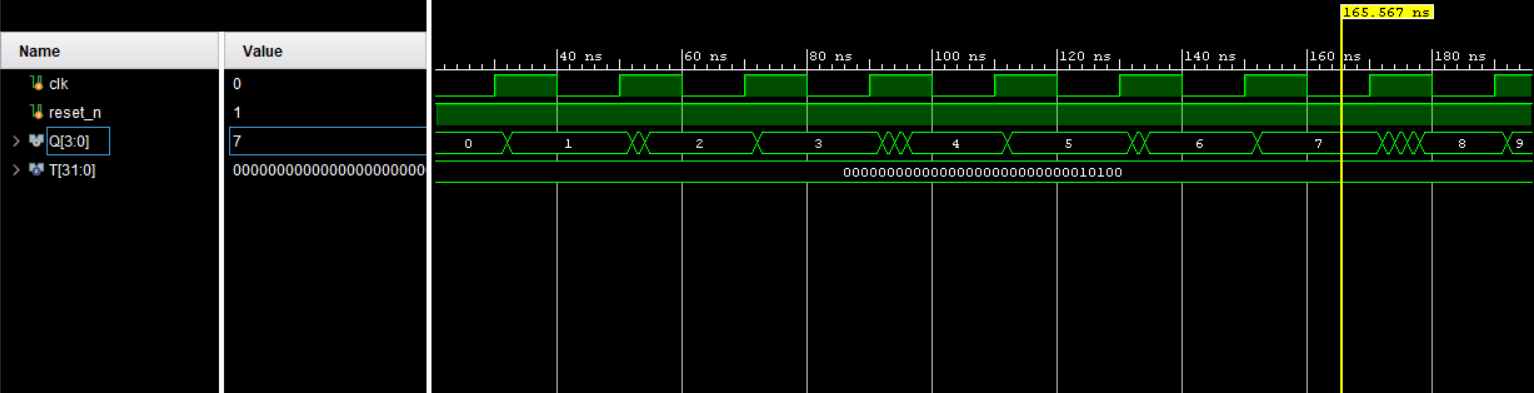 165.567 ns
Name Value
40 ns 60 ns 80 ns 100 ns 120 ns 140 ns 160 ns 180 ns
clk 0
reset_n 1
Q[3:0] 7 0 1 2 3 4 5 6 7 8 9
T[31:0] 0000000000000000000000000 00000000000000000000000000010100